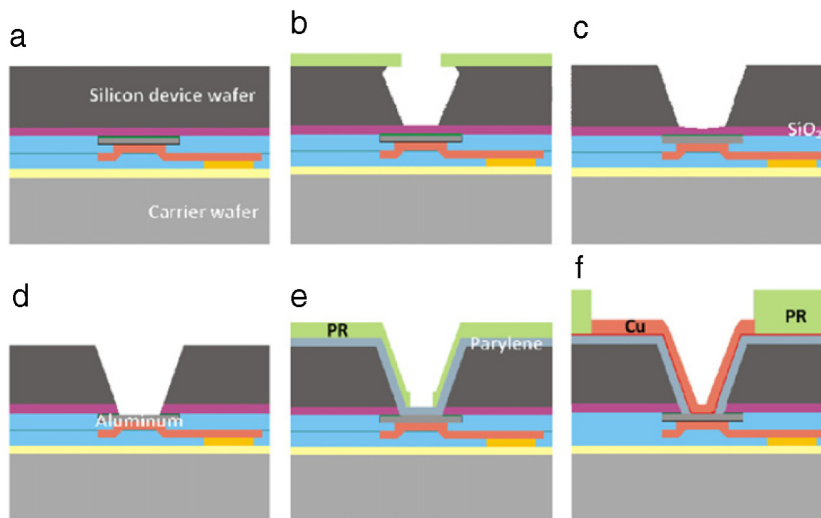 a
b
c
Silicon device wafer
SiO₂
Carrier wafer
d
e
f
PR
Cu
PR
Parylene
Aluminum